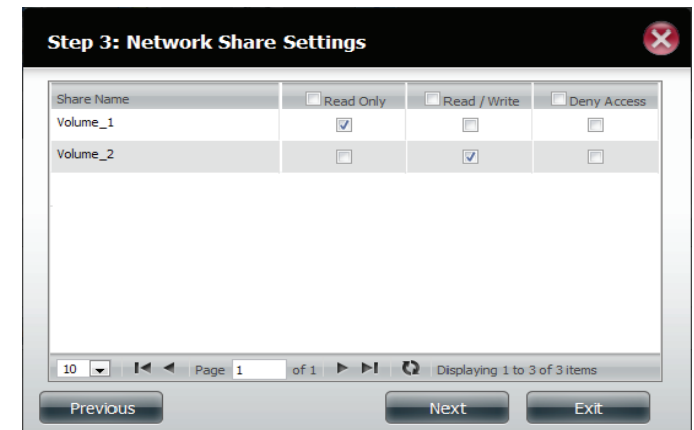 Step 3: Network Share Settings
Share Name Read Only Read / Write Deny Access
Volume_1
Volume_2
10 Page 1 of 1 Displaying 1 to 3 of 3 items
Previous Next Exit